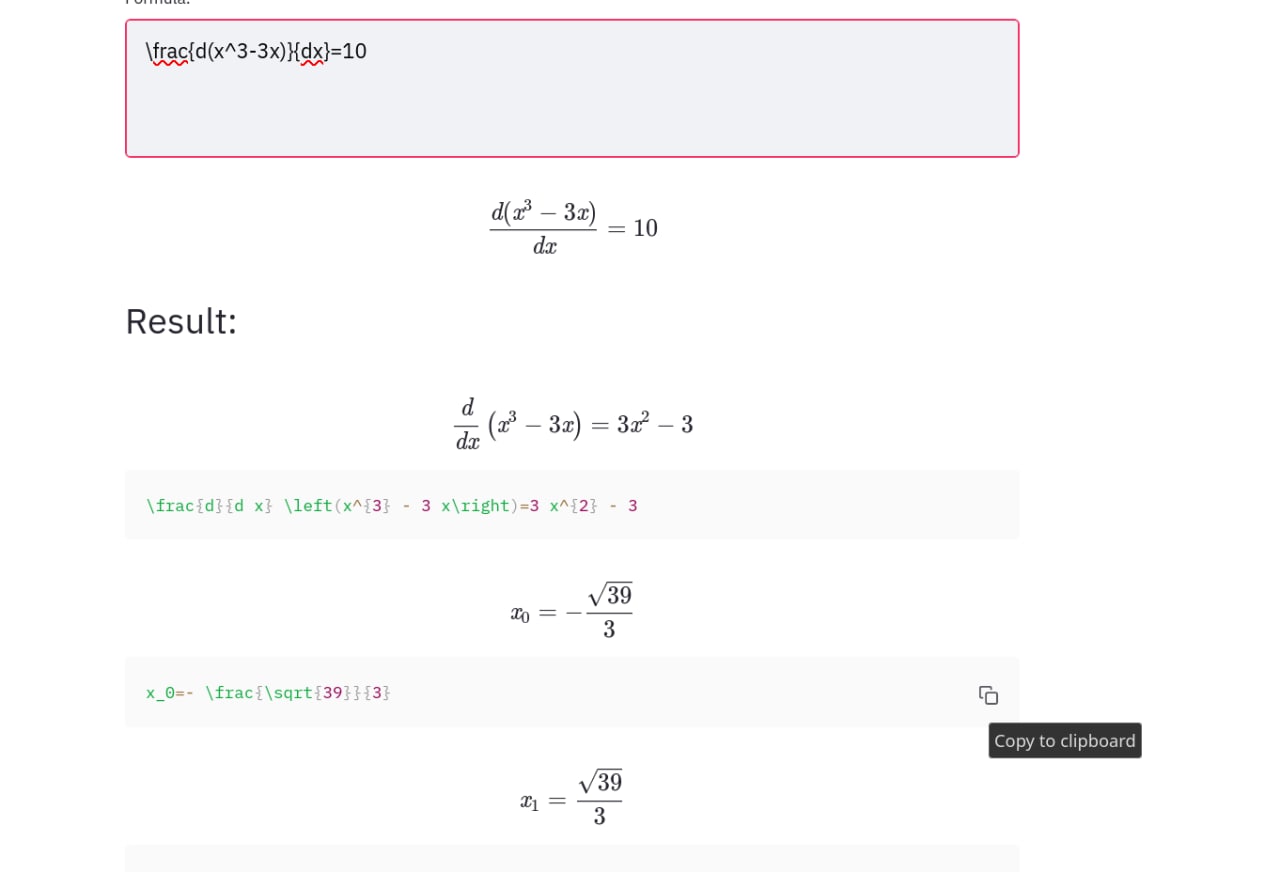 Formula:
\frac{d(x^3-3x)}{dx}=10
\frac{d(x^3 - 3x)}{dx} = 10
Result:
\frac{d}{dx} (x^3 - 3x) = 3x^2 - 3
\frac{d}{d x} \left(x^{3} - 3 x\right)=3 x^{2} - 3
x_0 = -\frac{\sqrt{39}}{3}
x_0=- \frac{\sqrt{39}}{3}
Copy to clipboard
x_1 = \frac{\sqrt{39}}{3}